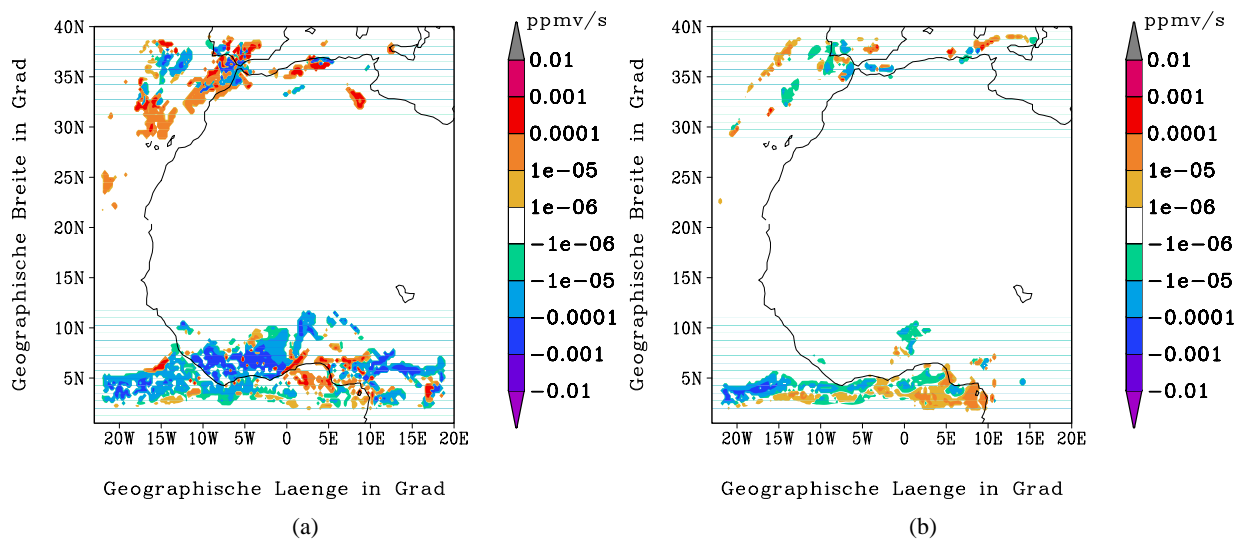 ppmv/s
40N
35N
30N
25N
20N
15N
10N
5N
20W 15W 10W 5W 0 5E 10E 15E 20E
Geographische Breite in Grad
Geographische Laenge in Grad
0.01
0.001
0.0001
1e-05
1e-06
-1e-06
-1e-05
-0.0001
-0.001
-0.01
(a)
ppmv/s
40N
35N
30N
25N
20N
15N
10N
5N
20W 15W 10W 5W 0 5E 10E 15E 20E
Geographische Breite in Grad
Geographische Laenge in Grad
0.01
0.001
0.0001
1e-05
1e-06
-1e-06
-1e-05
-0.0001
-0.001
-0.01
(b)